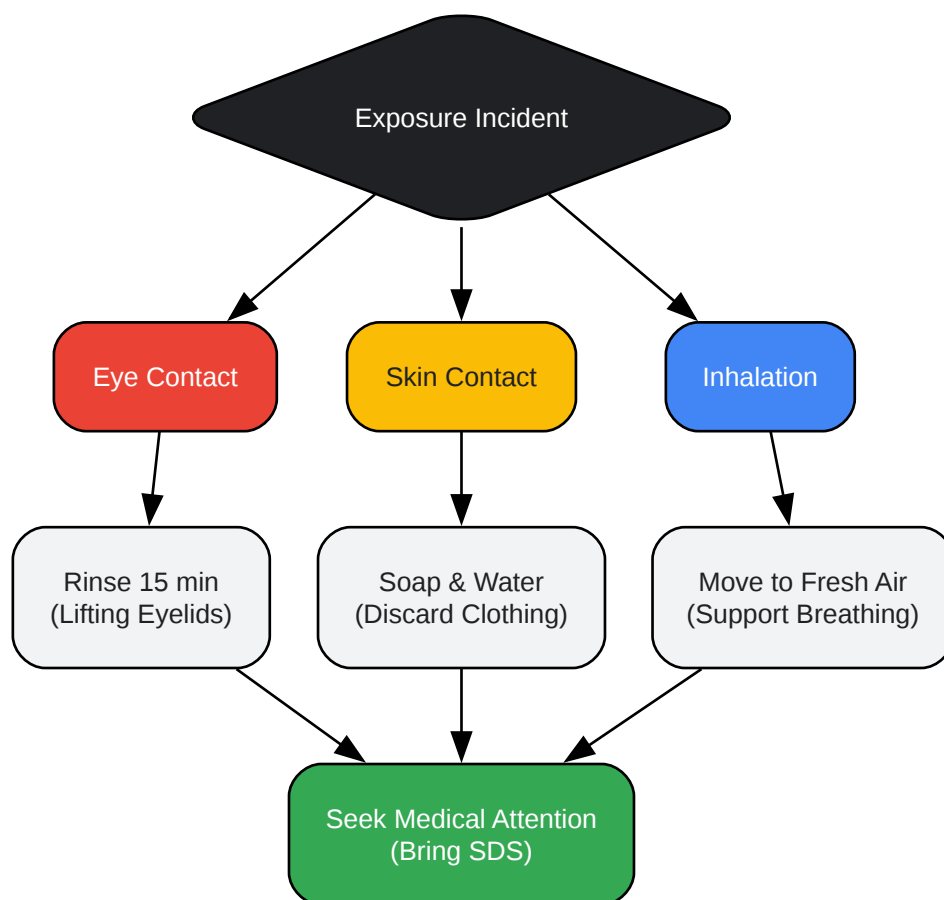 Exposure Incident
Eye Contact
Skin Contact
Inhalation
Rinse 15 min
(Lifting Eyelids)
Soap & Water
(Discard Clothing)
Move to Fresh Air
(Support Breathing)
Seek Medical Attention
(Bring SDS)